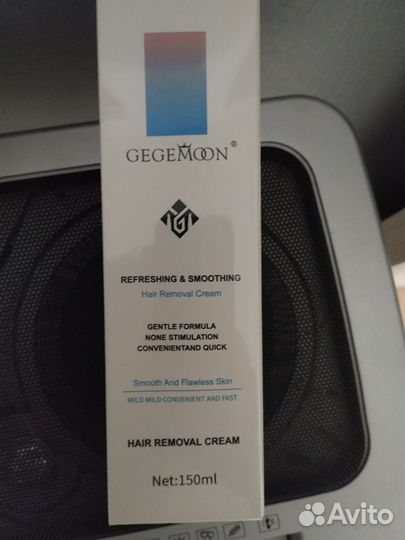 GEGEMOON®
REFRESHING & SMOOTHING
Hair Removal Cream
GENTLE FORMULA
NONE STIMULATION
CONVENIENTAND QUICK
Smooth And Flawless Skin
MILD MILD CONVENIENT AND FAST
HAIR REMOVAL CREAM
Net:150ml
Avito